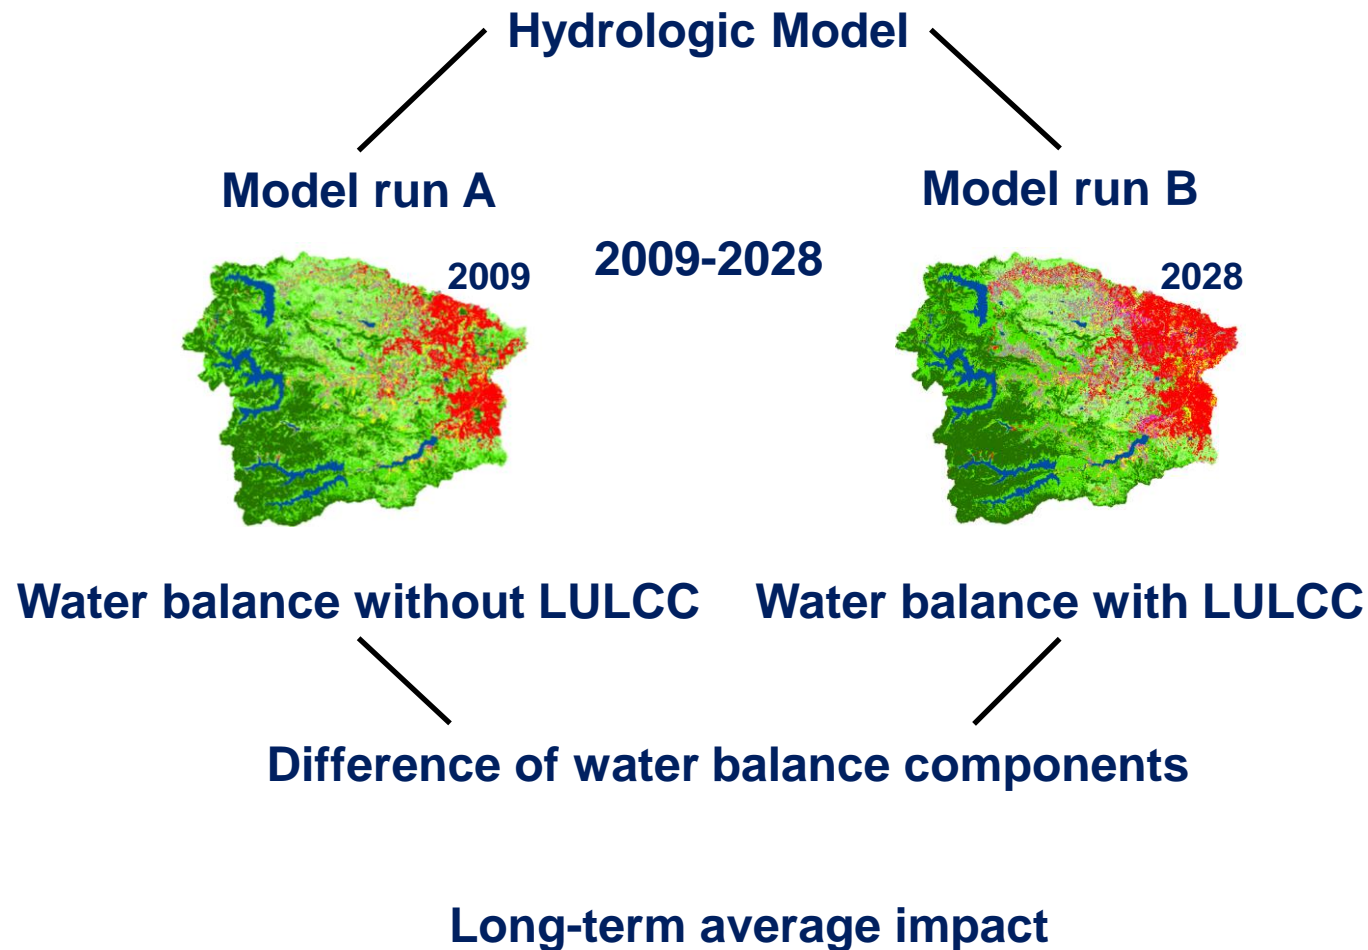 Hydrologic Model
Model run A
Model run B
2009
2009-2028
2028
Water balance without LULCC
Water balance with LULCC
Difference of water balance components
Long-term average impact